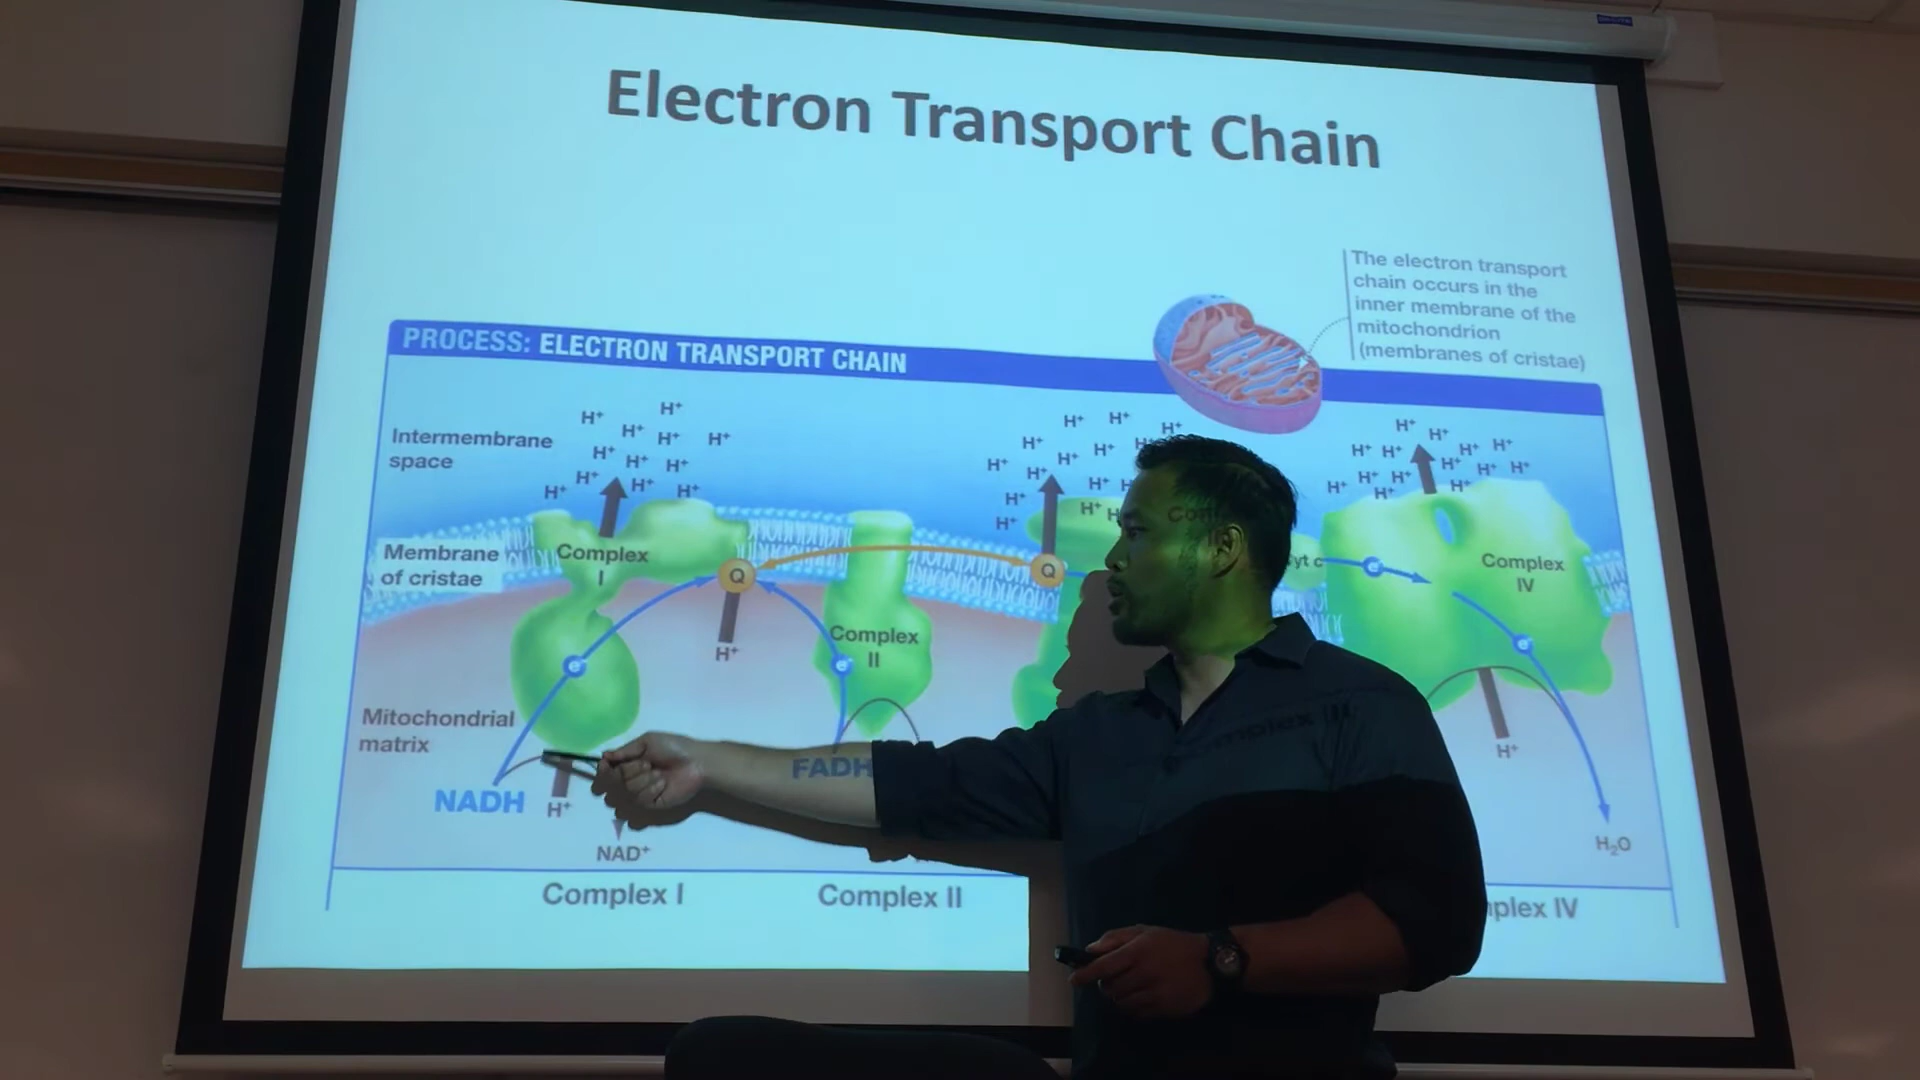 Electron Transport Chain
The electron transport
chain occurs in the
inner membrane of the
mitochondrion
(membranes of cristae)
PROCESS: ELECTRON TRANSPORT CHAIN
Intermembrane
space
H⁺ H⁺ H⁺ H⁺ H⁺ H⁺ H⁺ H⁺ H⁺ H⁺ H⁺ H⁺
H⁺ H⁺ H⁺ H⁺ H⁺ H⁺ H⁺ H⁺ H⁺ H⁺ H⁺
H⁺ H⁺ H⁺ H⁺ H⁺ H⁺ H⁺ H⁺ H⁺ H⁺ H⁺ H⁺ H⁺ H⁺
Membrane
of cristae
Complex
I
Q
Q
yt c
e⁻
Complex
IV
H⁺
Complex
II
e⁻
e⁻
e⁻
Mitochondrial
matrix
NADH
H⁺
FADH
H⁺
NAD⁺
H₂O
Complex I
Complex II
plex IV